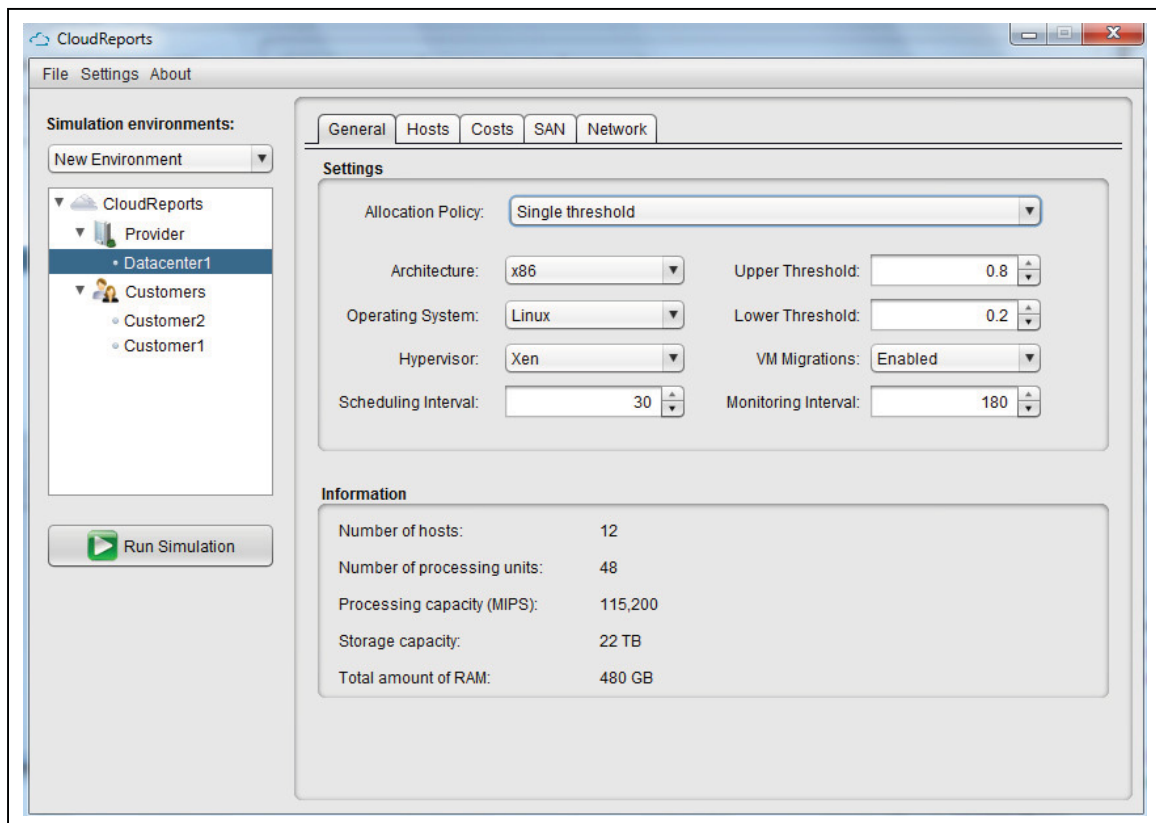 CloudReports
File Settings About
Simulation environments:
New Environment
CloudReports
Provider
Datacenter1
Customers
Customer2
Customer1
Run Simulation
General Hosts Costs SAN Network
Settings
Allocation Policy: Single threshold
Architecture: x86 Upper Threshold: 0.8
Operating System: Linux Lower Threshold: 0.2
Hypervisor: Xen VM Migrations: Enabled
Scheduling Interval: 30 Monitoring Interval: 180
Information
Number of hosts: 12
Number of processing units: 48
Processing capacity (MIPS): 115,200
Storage capacity: 22 TB
Total amount of RAM: 480 GB